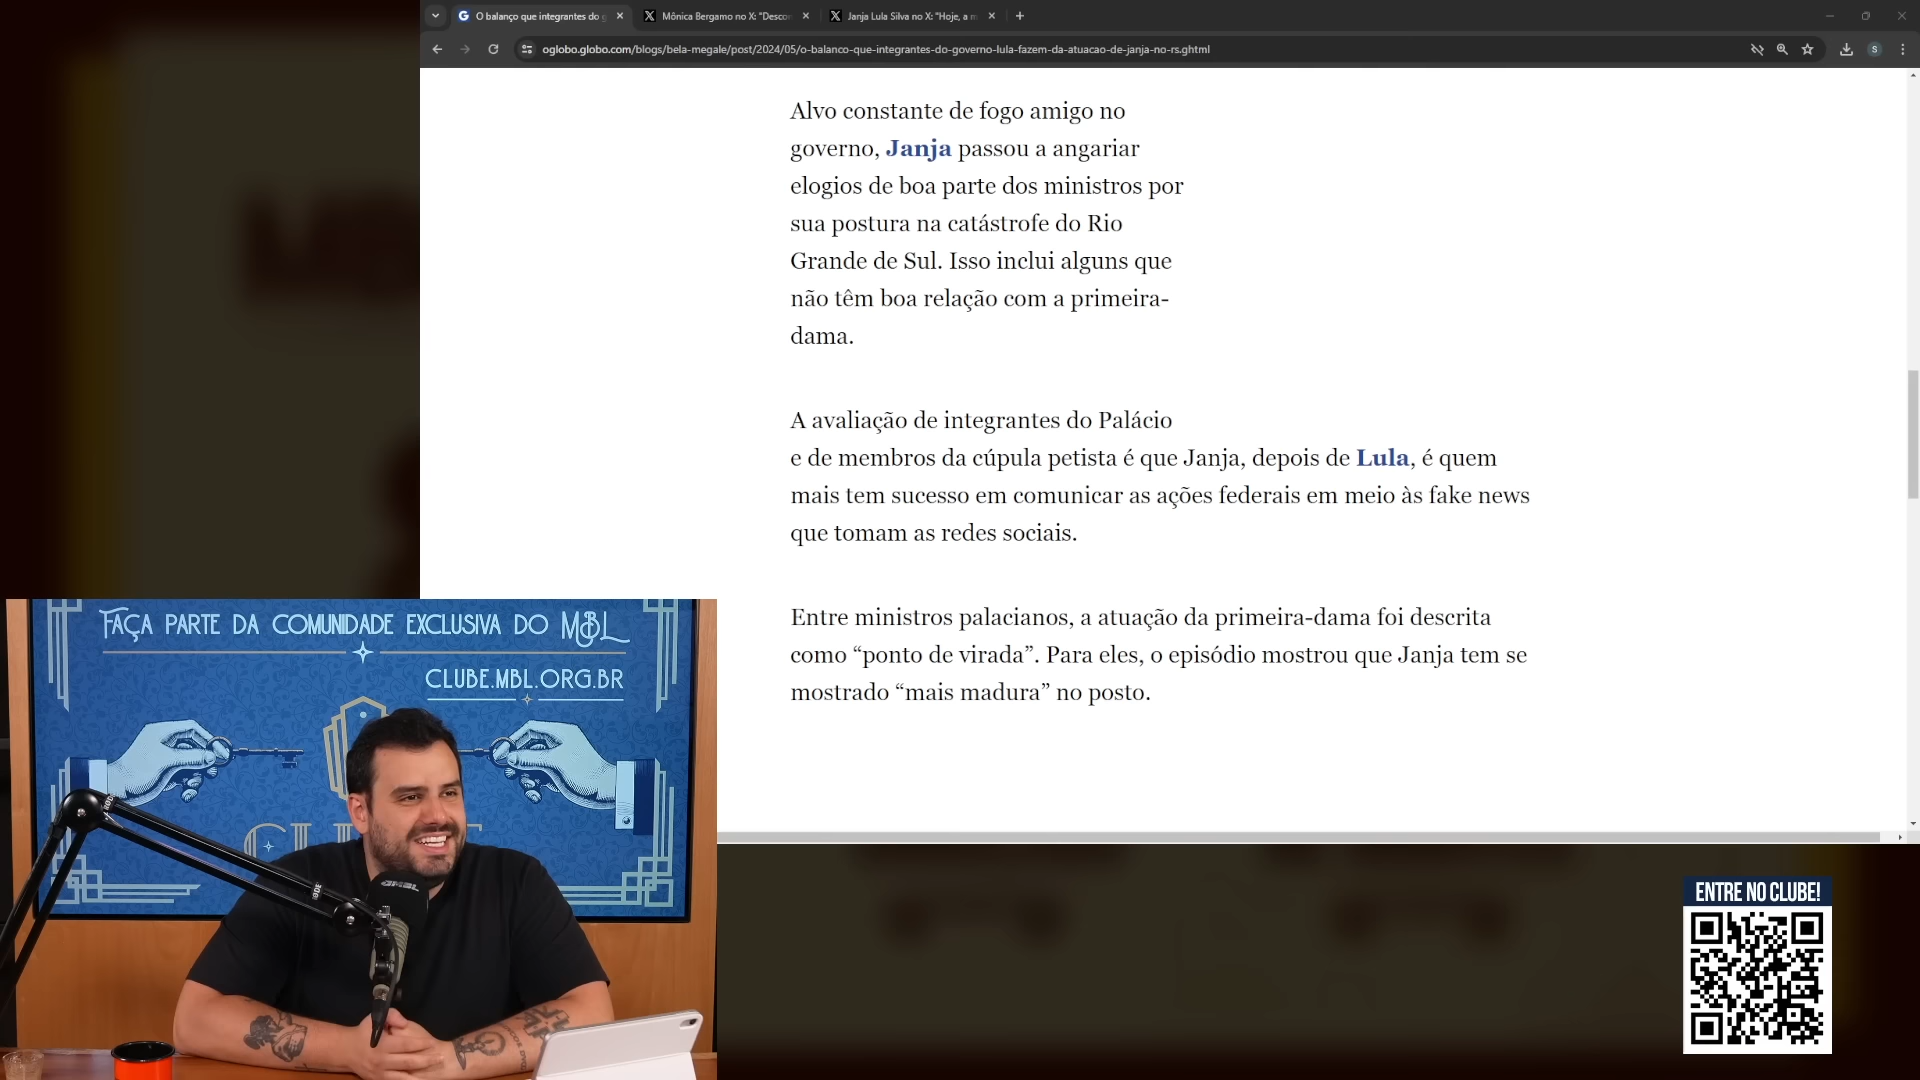 O balanço que integrantes do g
Mônica Bergamo no X: "Descon
Janja Lula Silva no X: "Hoje, a m
oglobo.globo.com/blogs/bela-megale/post/2024/05/o-balanco-que-integrantes-do-governo-lula-fazem-da-atuacao-de-janja-no-rs.ghtml
S
Alvo constante de fogo amigo no
governo, Janja passou a angariar
elogios de boa parte dos ministros por
sua postura na catástrofe do Rio
Grande de Sul. Isso inclui alguns que
não têm boa relação com a primeira-
dama.
A avaliação de integrantes do Palácio
e de membros da cúpula petista é que Janja, depois de Lula, é quem
mais tem sucesso em comunicar as ações federais em meio às fake news
que tomam as redes sociais.
Entre ministros palacianos, a atuação da primeira-dama foi descrita
como “ponto de virada”. Para eles, o episódio mostrou que Janja tem se
mostrado “mais madura” no posto.
FAÇA PARTE DA COMUNIDADE EXCLUSIVA DO MBL
CLUBE.MBL.ORG.BR
RODE
RODE
MBL
ENTRE NO CLUBE!